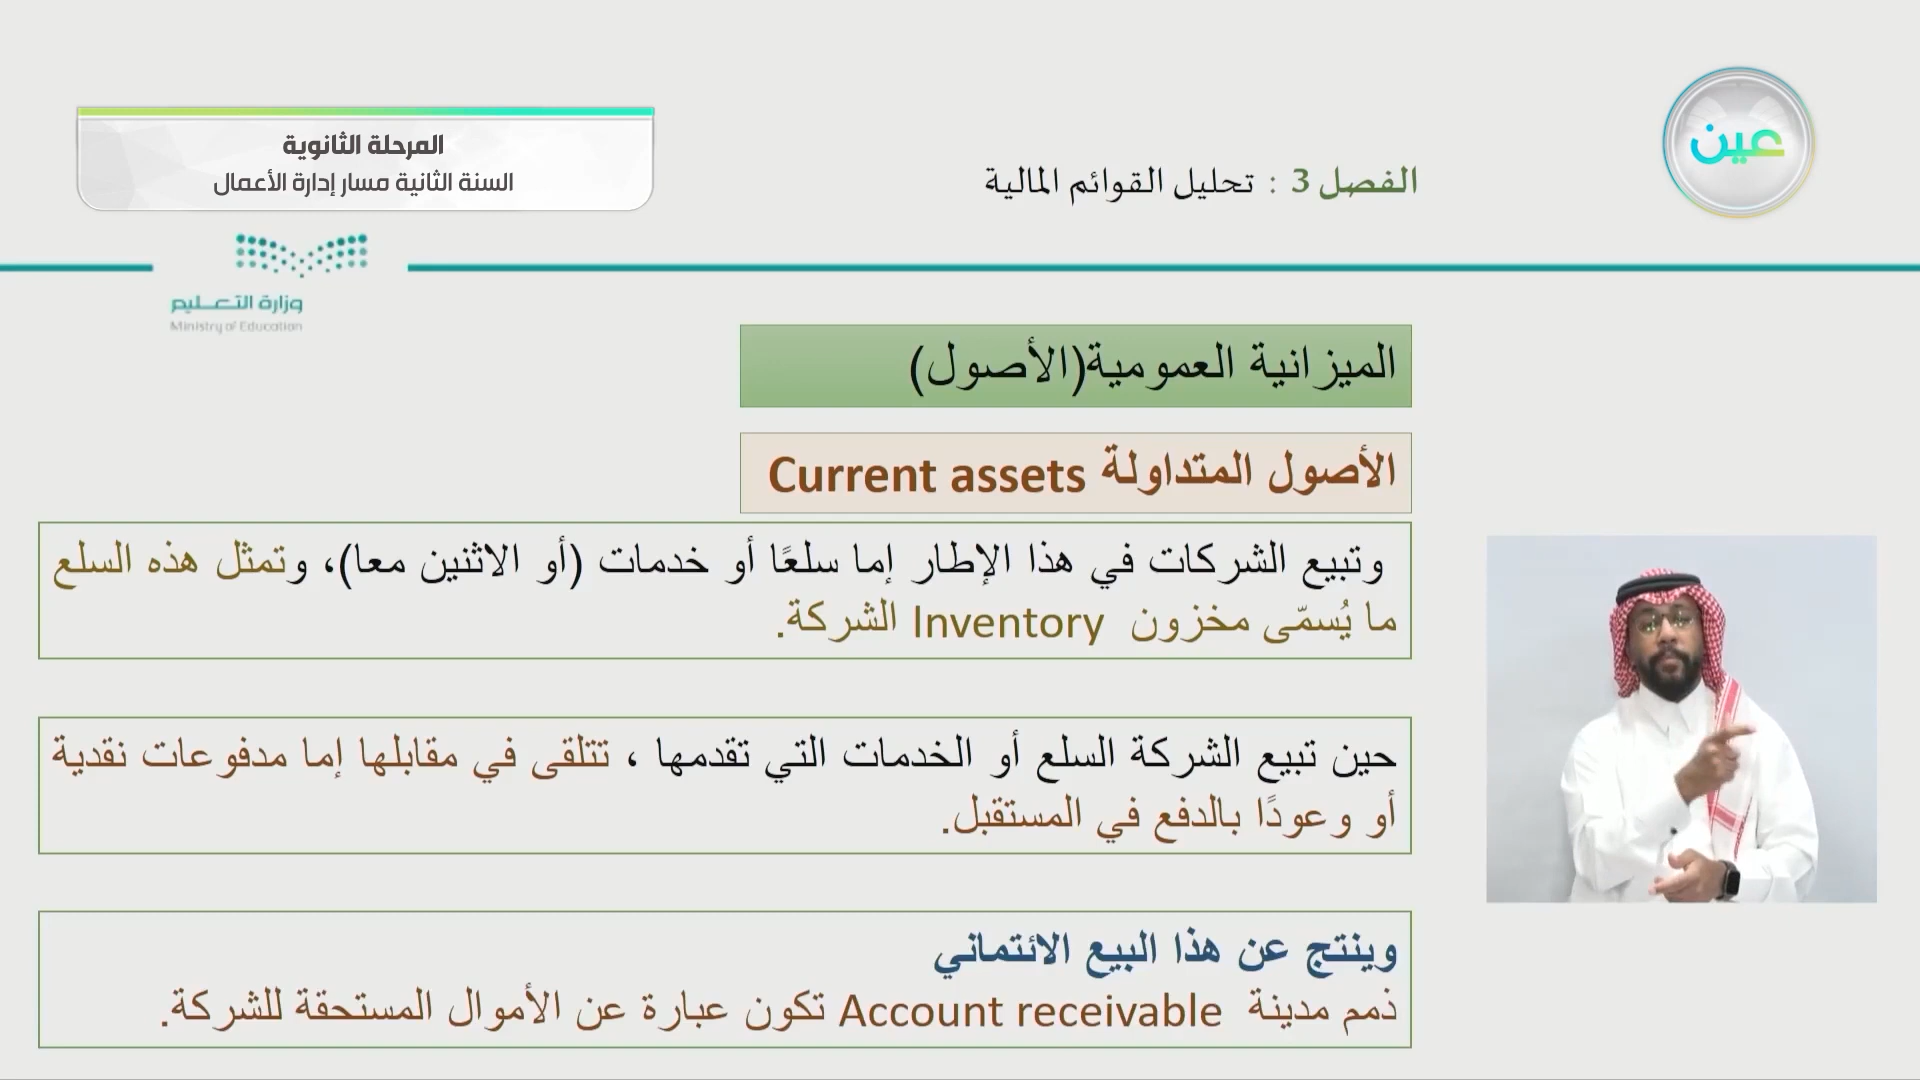 المرحلة الثانوية
السنة الثانية مسار إدارة الأعمال
عين
الفصل 3 : تحليل القوائم المالية
وزارة التعليم
Ministry of Education
الميزانية العمومية(الأصول)
الأصول المتداولة Current assets
وتبيع الشركات في هذا الإطار إما سلعًا أو خدمات (أو الاثنين معا)، وتمثل هذه السلع
ما يُسمّى مخزون Inventory الشركة.
حين تبيع الشركة السلع أو الخدمات التي تقدمها ، تتلقى في مقابلها إما مدفوعات نقدية
أو وعودًا بالدفع في المستقبل.
وينتج عن هذا البيع الائتماني
ذمم مدينة Account receivable تكون عبارة عن الأموال المستحقة للشركة.